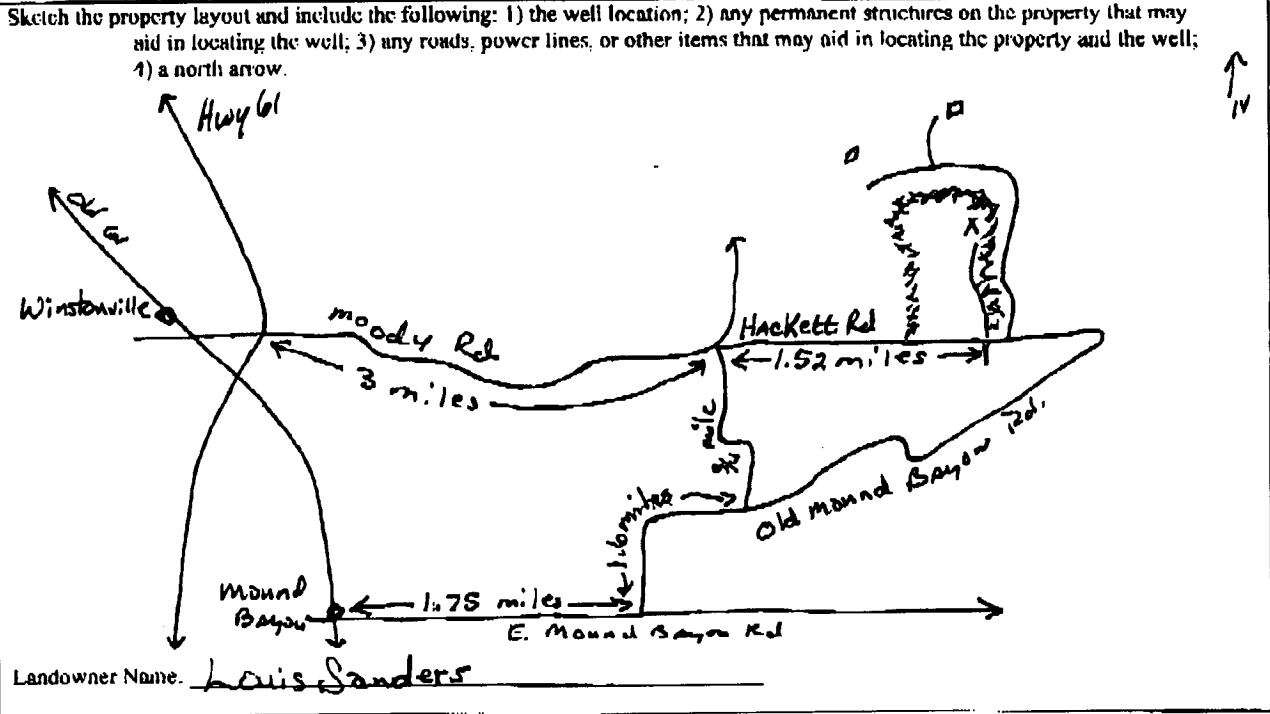 Sketch the property layout and include the following: 1) the well location; 2) any permanent structures on the property that may
aid in locating the well; 3) any roads, power lines, or other items that may aid in locating the property and the well;
4) a north arrow.
N
Hwy 61
Old 61
Winstonville
Moody Rd
Hackett Rd
1.52 miles
3 miles
mile
1.6 miles
Old Mound Bayou Rd.
Mound
Bayou
1.75 miles
E. Mound Bayou Rd
Landowner Name. Louis Sanders